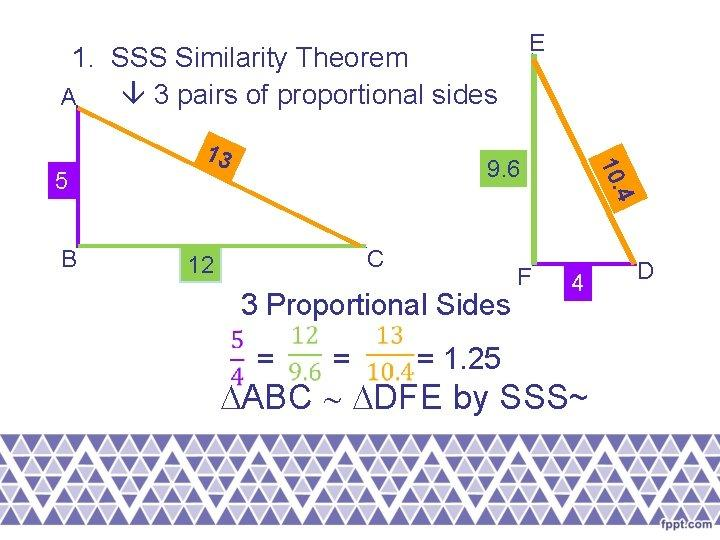 1. SSS Similarity Theorem
↓ 3 pairs of proportional sides
A
E
5
13
9.6
10.4
B
12
C
F
4
D
3 Proportional Sides
5/4 = 12/9.6 = 13/10.4 = 1.25
∆ABC ~ ∆DFE by SSS~
fppt.com